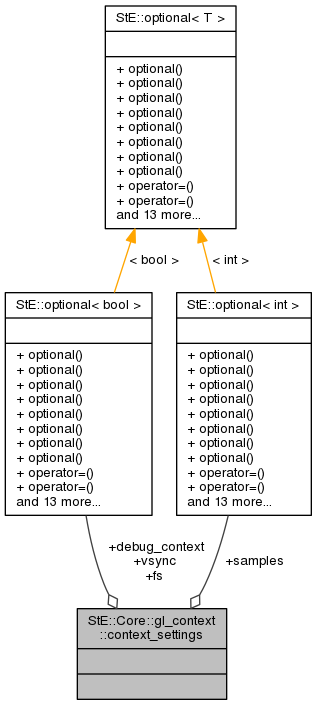 StE::optional< T >
+ optional()
+ optional()
+ optional()
+ optional()
+ optional()
+ optional()
+ optional()
+ optional()
+ operator=()
+ operator=()
and 13 more...
< bool >
< int >
StE::optional< bool >
+ optional()
+ optional()
+ optional()
+ optional()
+ optional()
+ optional()
+ optional()
+ optional()
+ operator=()
+ operator=()
and 13 more...
StE::optional< int >
+ optional()
+ optional()
+ optional()
+ optional()
+ optional()
+ optional()
+ optional()
+ optional()
+ operator=()
+ operator=()
and 13 more...
+debug_context
+vsync
+fs
+samples
StE::Core::gl_context
::context_settings